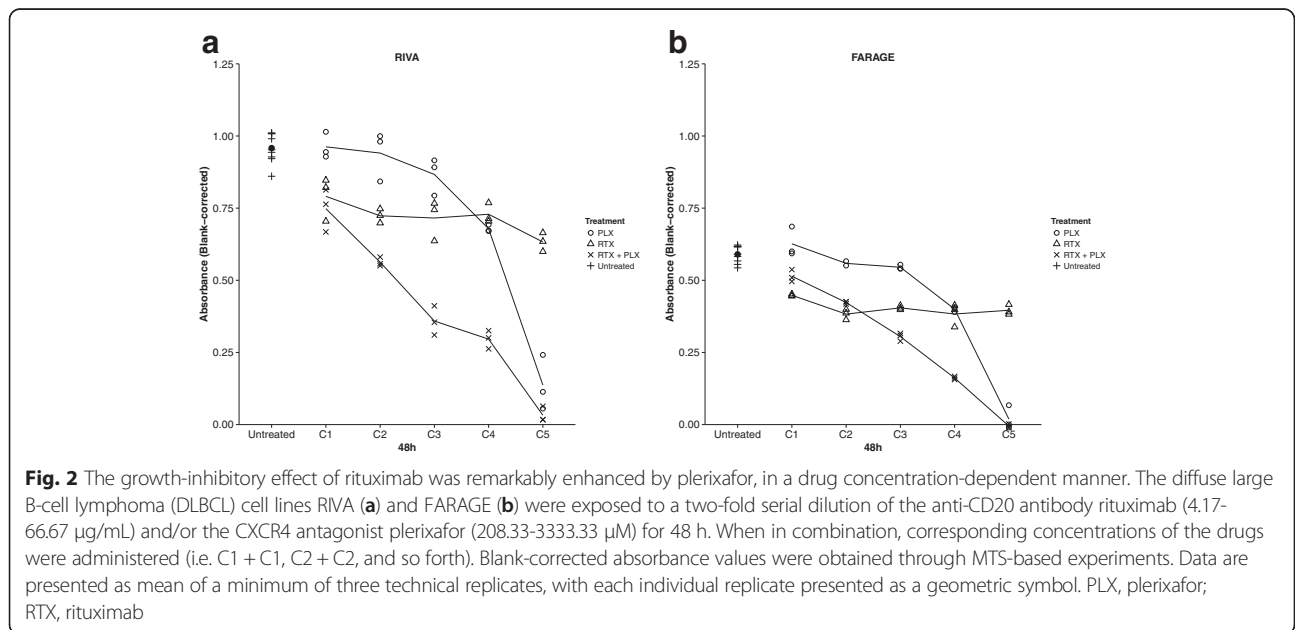 a
RIVA
1.25
1.00
0.75
0.50
0.25
0.00
Absorbance (Blank−corrected)
Untreated C1 C2 C3 C4 C5
48h
Treatment
PLX
RTX
RTX + PLX
Untreated
b
FARAGE
1.25
1.00
0.75
0.50
0.25
0.00
Absorbance (Blank−corrected)
Untreated C1 C2 C3 C4 C5
48h
Treatment
PLX
RTX
RTX + PLX
Untreated
Fig. 2 The growth-inhibitory effect of rituximab was remarkably enhanced by plerixafor, in a drug concentration-dependent manner. The diffuse large
B-cell lymphoma (DLBCL) cell lines RIVA (a) and FARAGE (b) were exposed to a two-fold serial dilution of the anti-CD20 antibody rituximab (4.17-
66.67 μg/mL) and/or the CXCR4 antagonist plerixafor (208.33-3333.33 μM) for 48 h. When in combination, corresponding concentrations of the drugs
were administered (i.e. C1 + C1, C2 + C2, and so forth). Blank-corrected absorbance values were obtained through MTS-based experiments. Data are
presented as mean of a minimum of three technical replicates, with each individual replicate presented as a geometric symbol. PLX, plerixafor;
RTX, rituximab